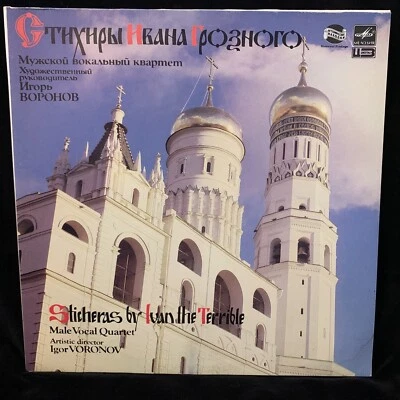 Стихиры Ивана Грозного
Мужской вокальный квартет
Художественный
руководитель
Игорь
ВОРОНОВ
Sticheras by Ivan the Terrible
Male Vocal Quartet
Artistic director
Igor VORONOV